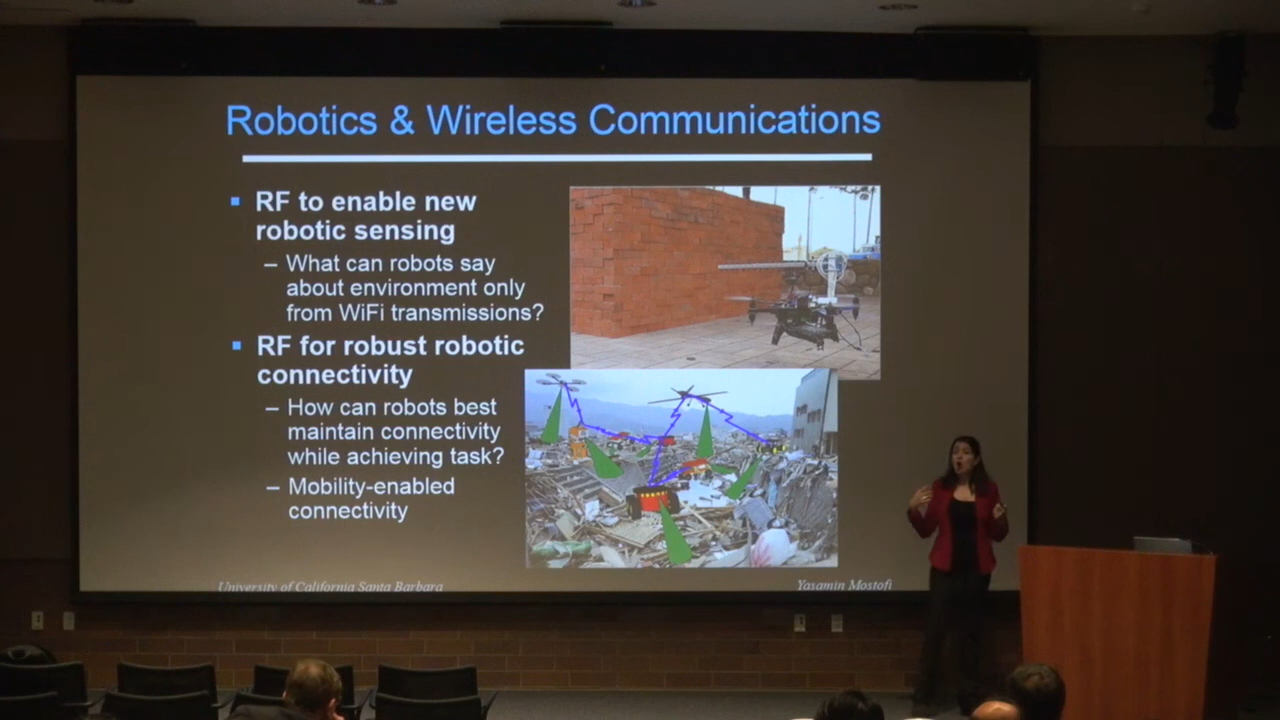 Robotics & Wireless Communications
RF to enable new
robotic sensing
– What can robots say
about environment only
from WiFi transmissions?
RF for robust robotic
connectivity
– How can robots best
maintain connectivity
while achieving task?
– Mobility-enabled
connectivity
University of California Santa Barbara
Yasamin Mostofi